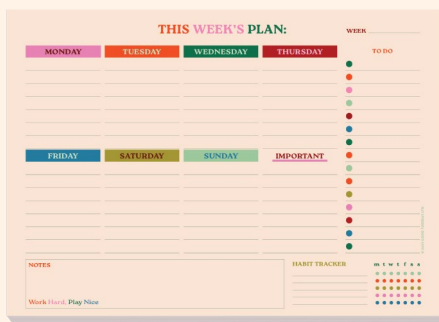 THIS WEEK'S PLAN:
WEEK
MONDAY TUESDAY WEDNESDAY THURSDAY TO DO
FRIDAY SATURDAY SUNDAY IMPORTANT
NOTES
HABIT TRACKER m t w t f s s
Work Hard, Play Nice